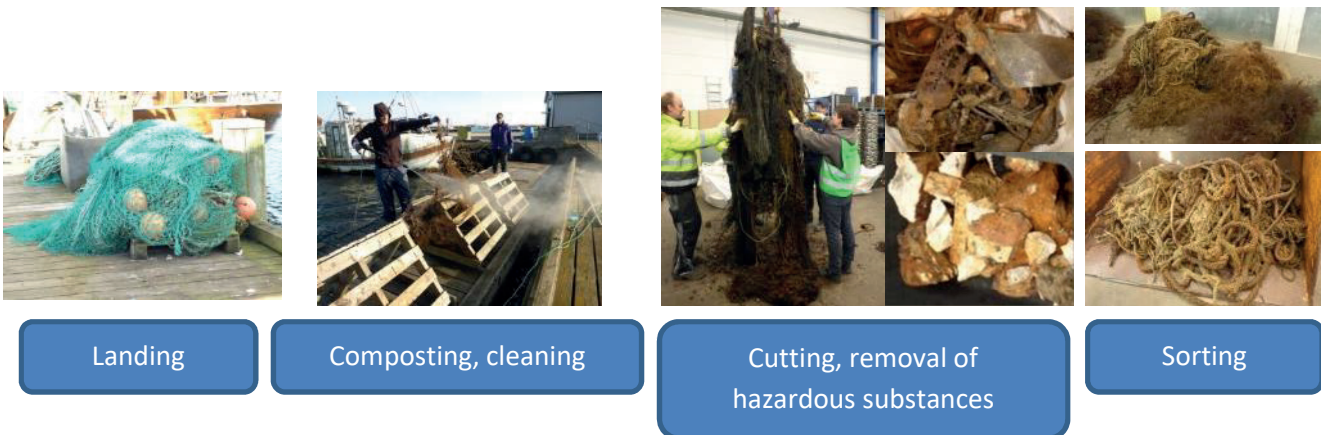 Landing
Composting, cleaning
Cutting, removal of
hazardous substances
Sorting